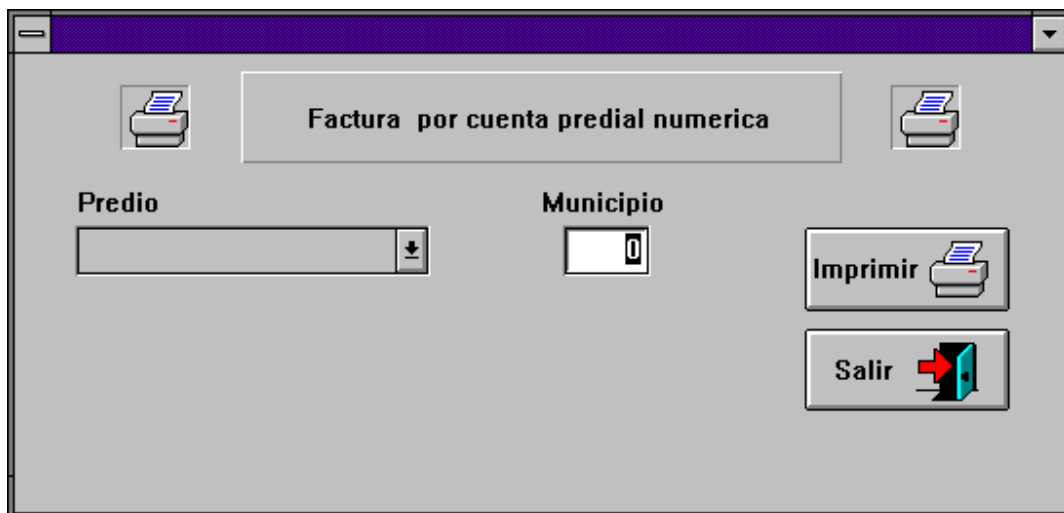 Factura  por cuenta predial numerica
Predio
Municipio
0
Imprimir
Salir